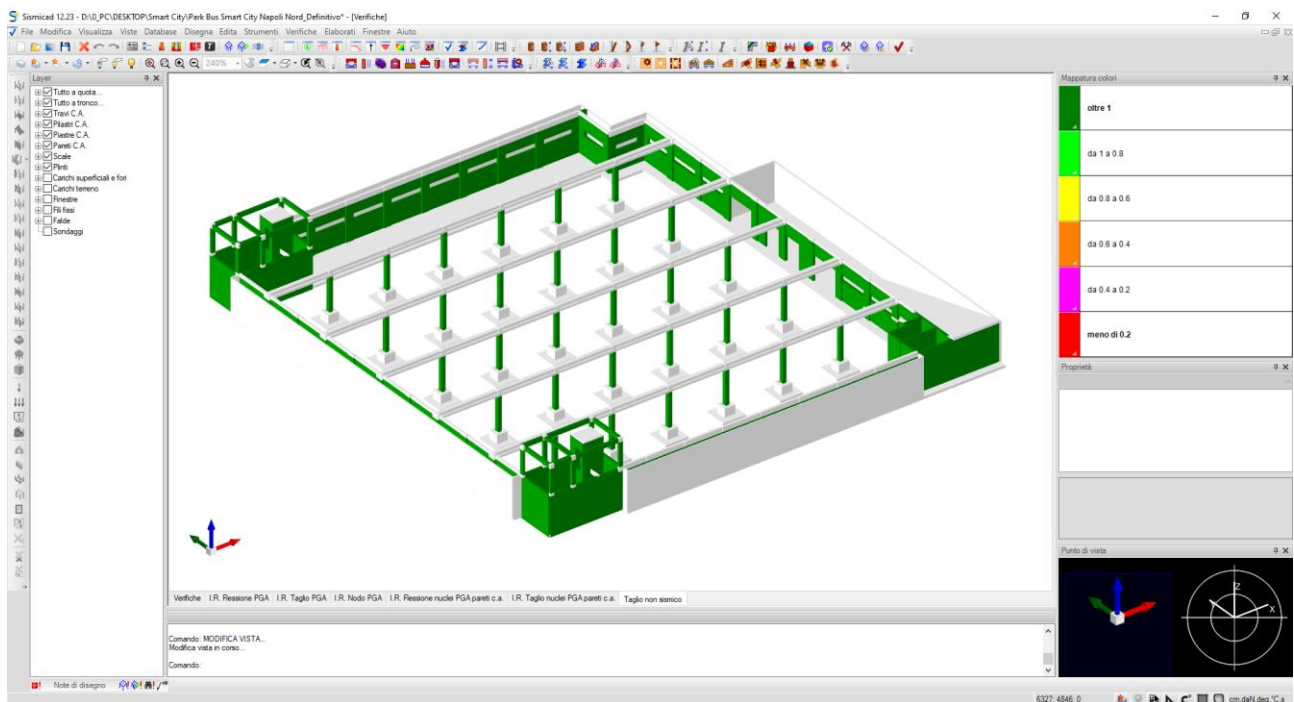 Sismicad 12.23 - D:\0_PC\DESKTOP\Smart City\Park Bus Smart City Napoli Nord_Definitivo* - [Verifiche]
File Modifica Visualizza Viste Database Disegna Edita Strumenti Verifiche Elaborati Finestre Aiuto
240%
Layer
Tutto a quota...
Tutto a tronco...
Travi C.A.
Pilastri C.A.
Piastre C.A.
Pareti C.A.
Scale
Plinti
Carichi superficiali e fori
Carichi terreno
Finestre
Fili fissi
Falde
Sondaggi
Mappatura colori
oltre 1
da 1 a 0.8
da 0.8 a 0.6
da 0.6 a 0.4
da 0.4 a 0.2
meno di 0.2
Proprietà
Punto di vista
Z
X
Verifiche I.R. Flessione PGA I.R. Taglio PGA I.R. Nodo PGA I.R. Flessione nuclei PGA pareti c.a. I.R. Taglio nuclei PGA pareti c.a. Taglio non sismico
Comando: MODIFICA VISTA...
Modifica vista in corso...
Comando:
Note di disegno
6327; 4846; 0
cm.daN.deg °C.s